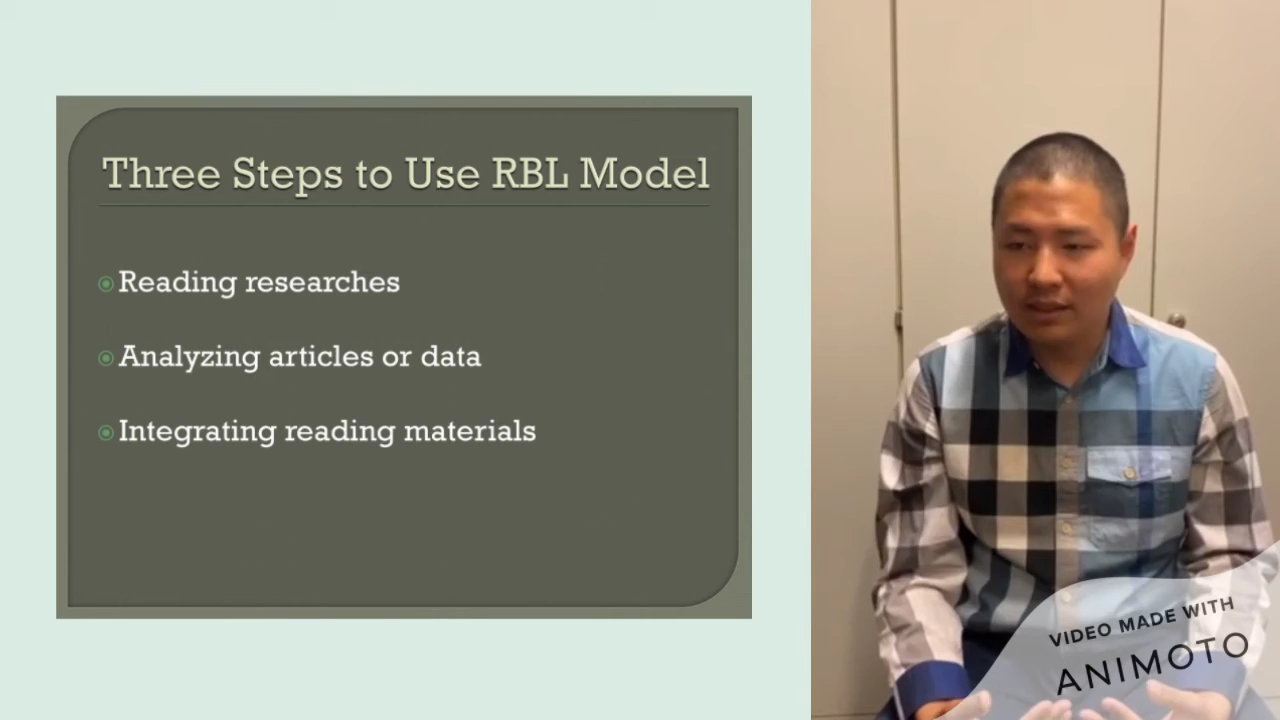 Three Steps to Use RBL Model
Reading researches
Analyzing articles or data
Integrating reading materials
VIDEO MADE WITH
ANIMOTO